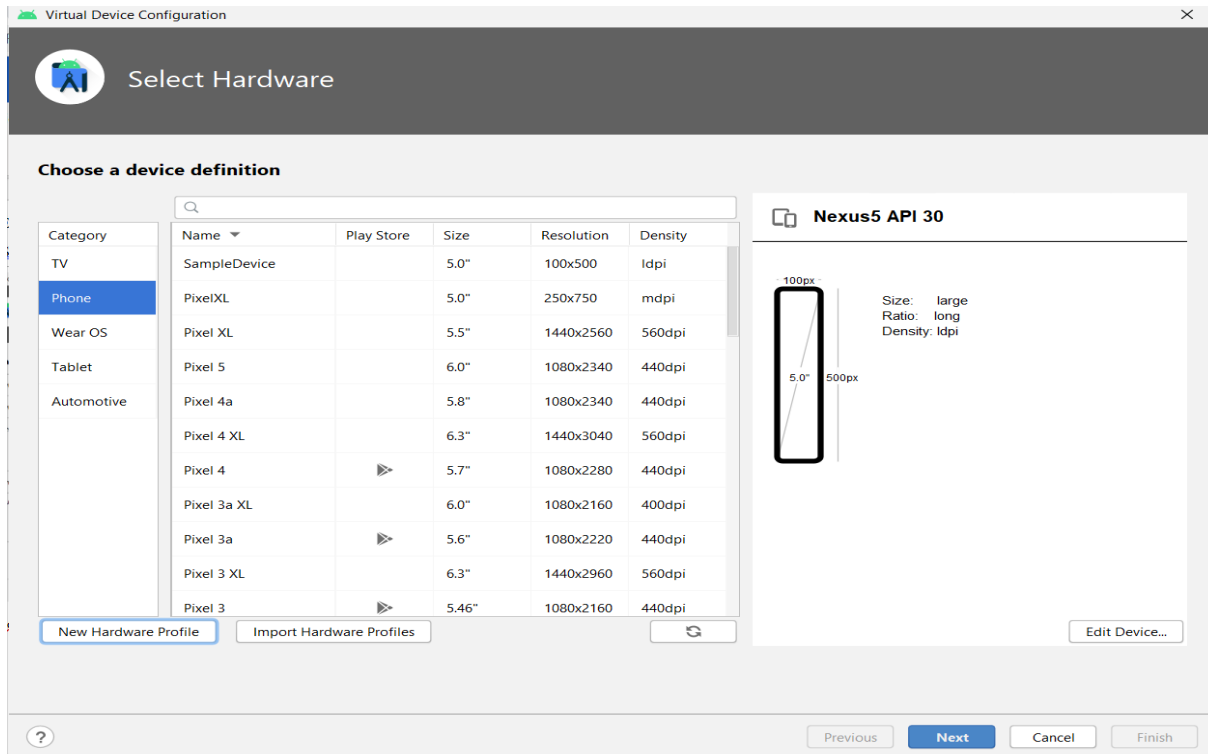 Virtual Device Configuration
Select Hardware
Choose a device definition
Category
TV
Phone
Wear OS
Tablet
Automotive
Name Play Store Size Resolution Density
SampleDevice 5.0" 100x500 ldpi
PixelXL 5.0" 250x750 mdpi
Pixel XL 5.5" 1440x2560 560dpi
Pixel 5 6.0" 1080x2340 440dpi
Pixel 4a 5.8" 1080x2340 440dpi
Pixel 4 XL 6.3" 1440x3040 560dpi
Pixel 4 5.7" 1080x2280 440dpi
Pixel 3a XL 6.0" 1080x2160 400dpi
Pixel 3a 5.6" 1080x2220 440dpi
Pixel 3 XL 6.3" 1440x2960 560dpi
Pixel 3 5.46" 1080x2160 440dpi
New Hardware Profile Import Hardware Profiles
Nexus5 API 30
100px
Size: large
Ratio: long
Density: ldpi
5.0" 500px
Edit Device...
? Previous Next Cancel Finish